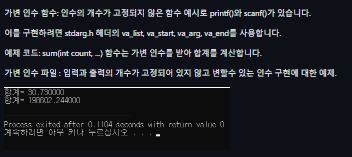 가변 인수 함수: 인수의 개수가 고정되지 않은 함수 예시로 printf()와 scanf()가 있습니다.
이를 구현하려면 stdarg.h 헤더의 va_list, va_start, va_arg, va_end를 사용합니다.
예제 코드: sum(int count, ...) 함수는 가변 인수를 받아 합계를 계산합니다.
가변 인수 파일 : 입력과 출력의 개수가 고정되어 있지 않고 변할수 있는 인수 구현에 대한 예제.
합계= 30.730000
합계= 198602.244000
Process exited after 0.1104 seconds with return value 0
계속하려면 아무 키나 누르십시오 . . .